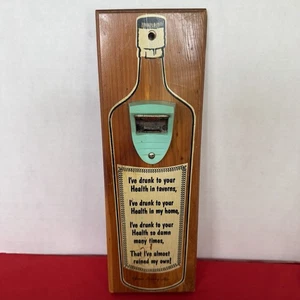 I've drunk to your
Health in taverns,
I've drunk to your
Health in my home,
I've drunk to your
Health so damn
many times,
That I've almost
ruined my own!